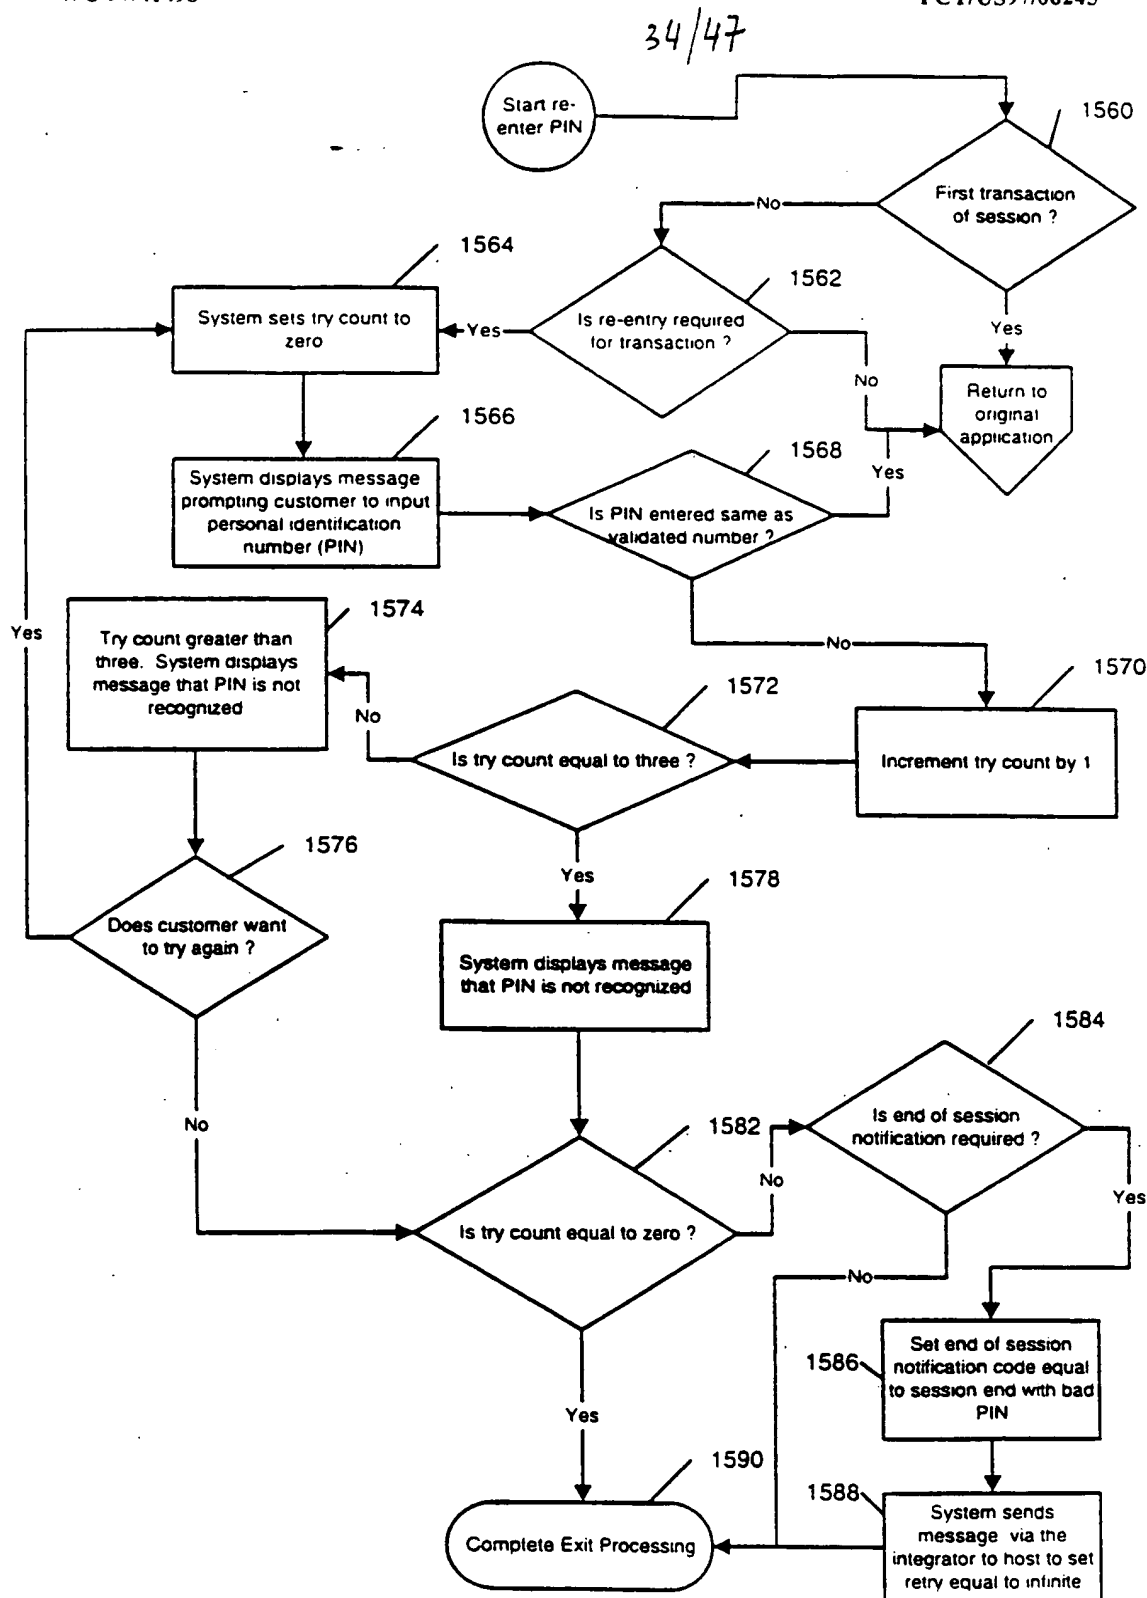 34/47
Start re-
enter PIN
1560
First transaction
of session ?
No
Yes
1564
System sets try count to
zero
1562
Is re-entry required
for transaction ?
Yes
No
Return to
original
application
1566
System displays message
prompting customer to input
personal identification
number (PIN)
1568
Is PIN entered same as
validated number ?
Yes
No
1574
Try count greater than
three. System displays
message that PIN is not
recognized
Yes
1572
Is try count equal to three ?
No
1570
Increment try count by 1
1576
Does customer want
to try again ?
Yes
1578
System displays message
that PIN is not recognized
No
1582
Is try count equal to zero ?
No
1584
Is end of session
notification required ?
Yes
No
1586
Set end of session
notification code equal
to session end with bad
PIN
Yes
1590
Complete Exit Processing
1588
System sends
message via the
integrator to host to set
retry equal to infinite